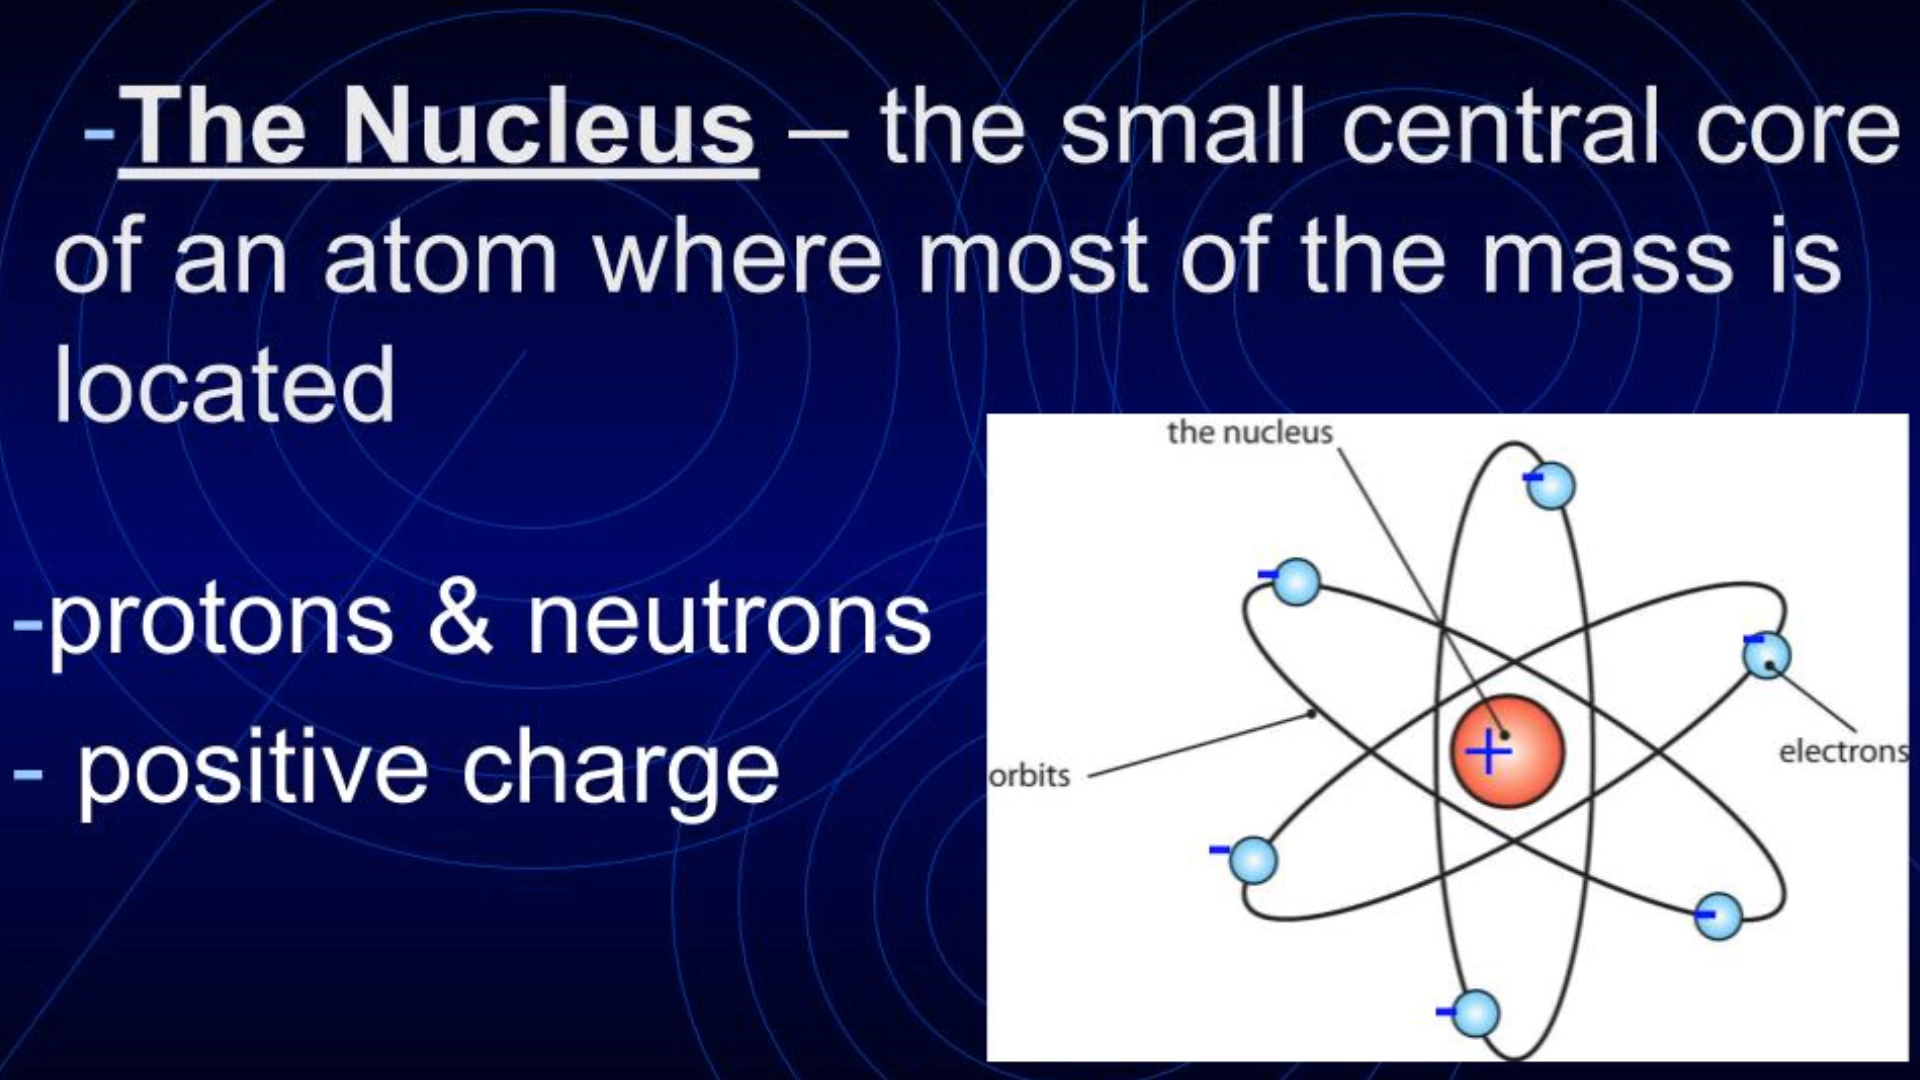 -The Nucleus – the small central core
of an atom where most of the mass is
located
-protons & neutrons
- positive charge
the nucleus
-
-
-
+
electrons
orbits
-
-
-